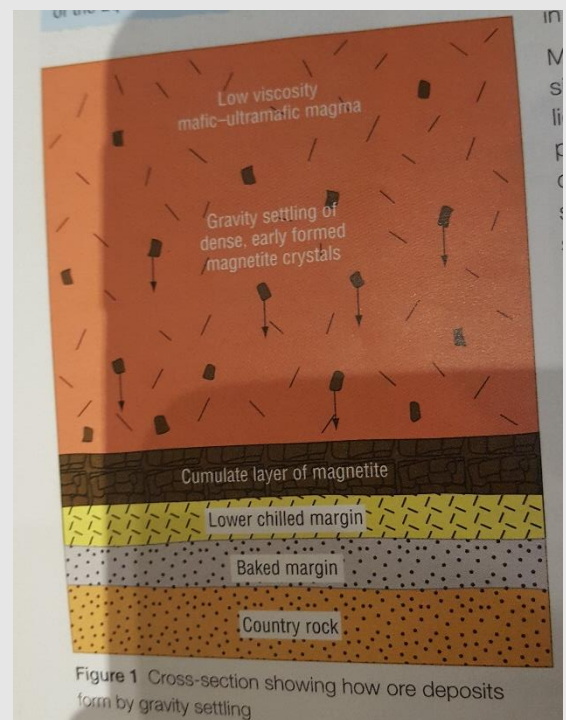 Low viscosity
mafic–ultramafic magma
Gravity settling of
dense, early formed
magnetite crystals
Cumulate layer of magnetite
Lower chilled margin
Baked margin
Country rock
Figure 1 Cross-section showing how ore deposits
form by gravity settling
in